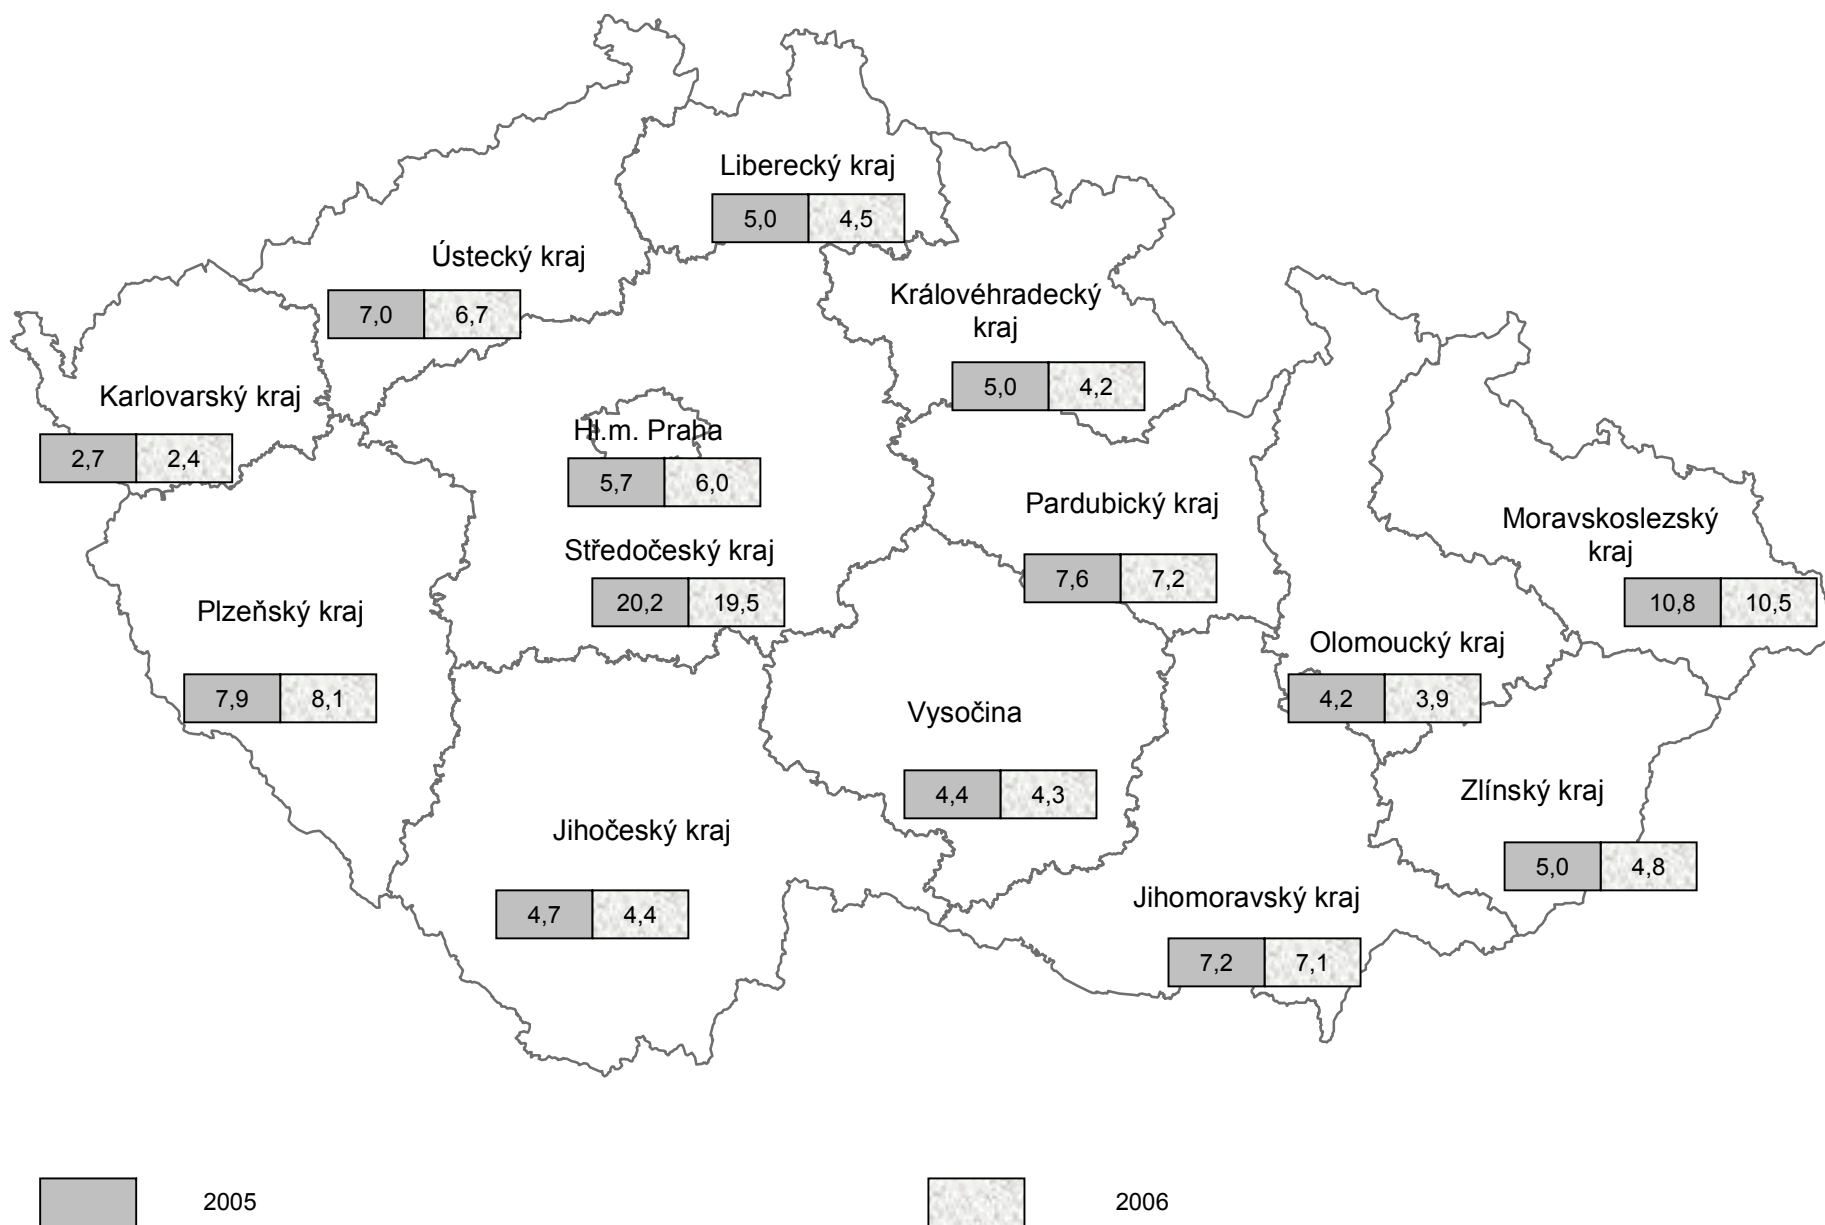 Liberecký kraj
5,0 4,5
Ústecký kraj
7,0 6,7
Královéhradecký
kraj
5,0 4,2
Karlovarský kraj
2,7 2,4
Hl.m. Praha
5,7 6,0
Pardubický kraj
7,6 7,2
Moravskoslezský
kraj
10,8 10,5
Středočeský kraj
20,2 19,5
Plzeňský kraj
7,9 8,1
Olomoucký kraj
4,2 3,9
Vysočina
4,4 4,3
Zlínský kraj
5,0 4,8
Jihočeský kraj
4,7 4,4
Jihomoravský kraj
7,2 7,1
2005 2006